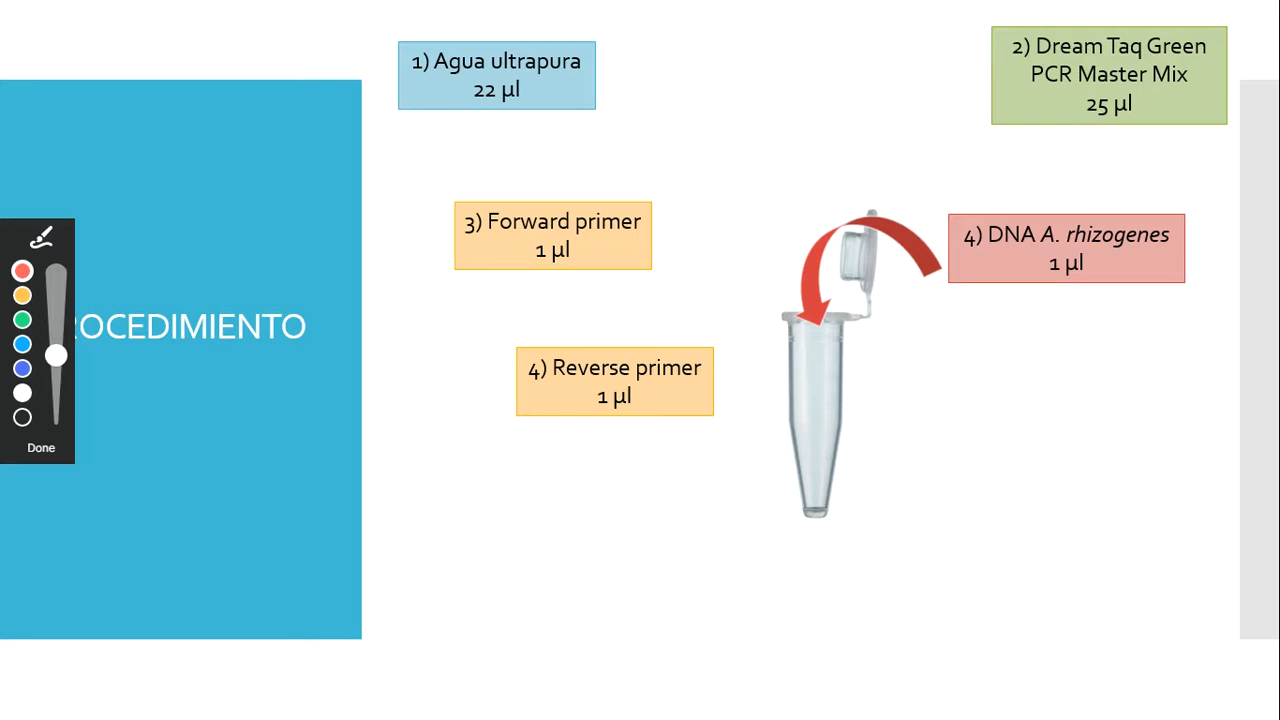 1) Agua ultrapura
22 µl
2) Dream Taq Green
PCR Master Mix
25 µl
3) Forward primer
1 µl
4) DNA A. rhizogenes
1 µl
ROCEDIMIENTO
4) Reverse primer
1 µl
Done